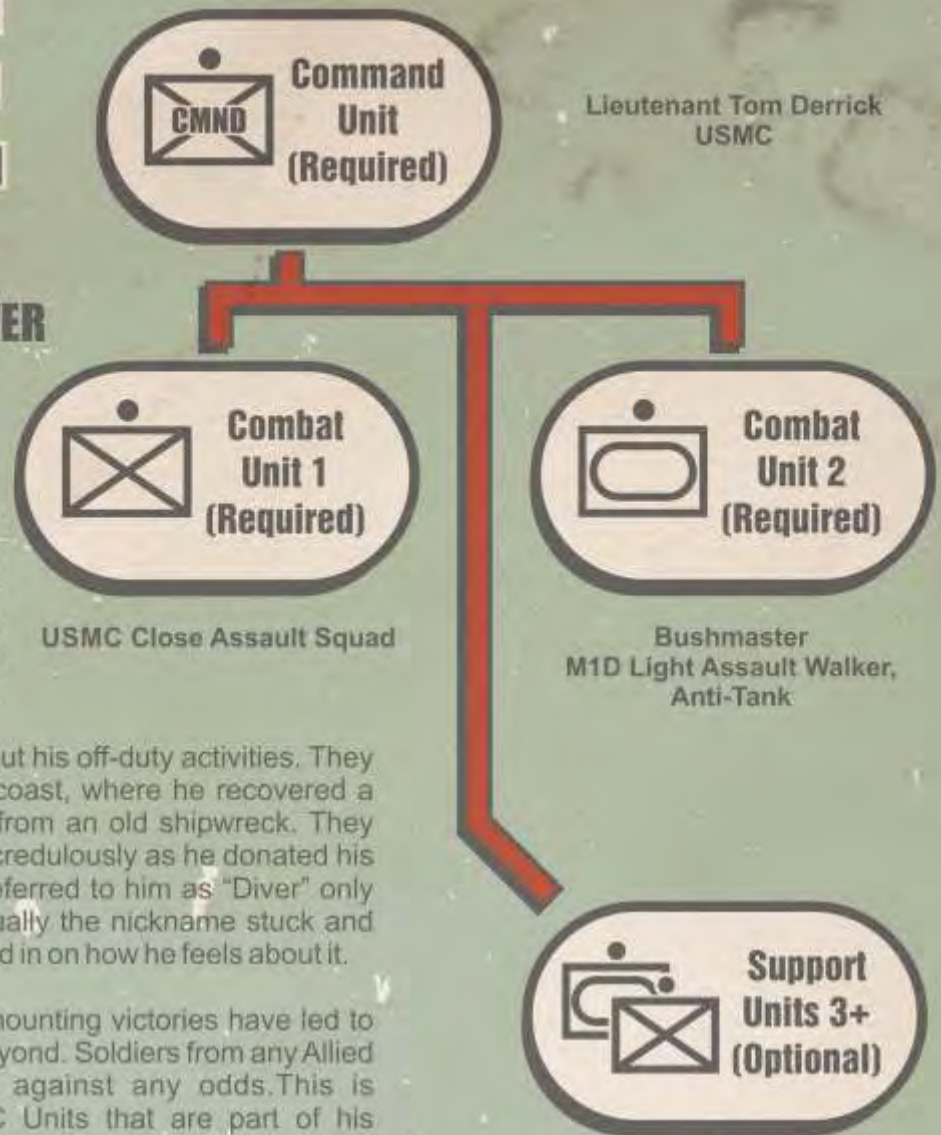 CMND
Command
Unit
(Required)
Lieutenant Tom Derrick
USMC
ER
Combat
Unit 1
(Required)
Combat
Unit 2
(Required)
USMC Close Assault Squad
Bushmaster
M1D Light Assault Walker,
Anti-Tank
ut his off-duty activities. They
coast, where he recovered a
from an old shipwreck. They
credulously as he donated his
eferred to him as “Diver” only
ually the nickname stuck and
d in on how he feels about it.
nounting victories have led to
yond. Soldiers from any Allied
against any odds.This is
C Units that are part of his
Support
Units 3+
(Optional)